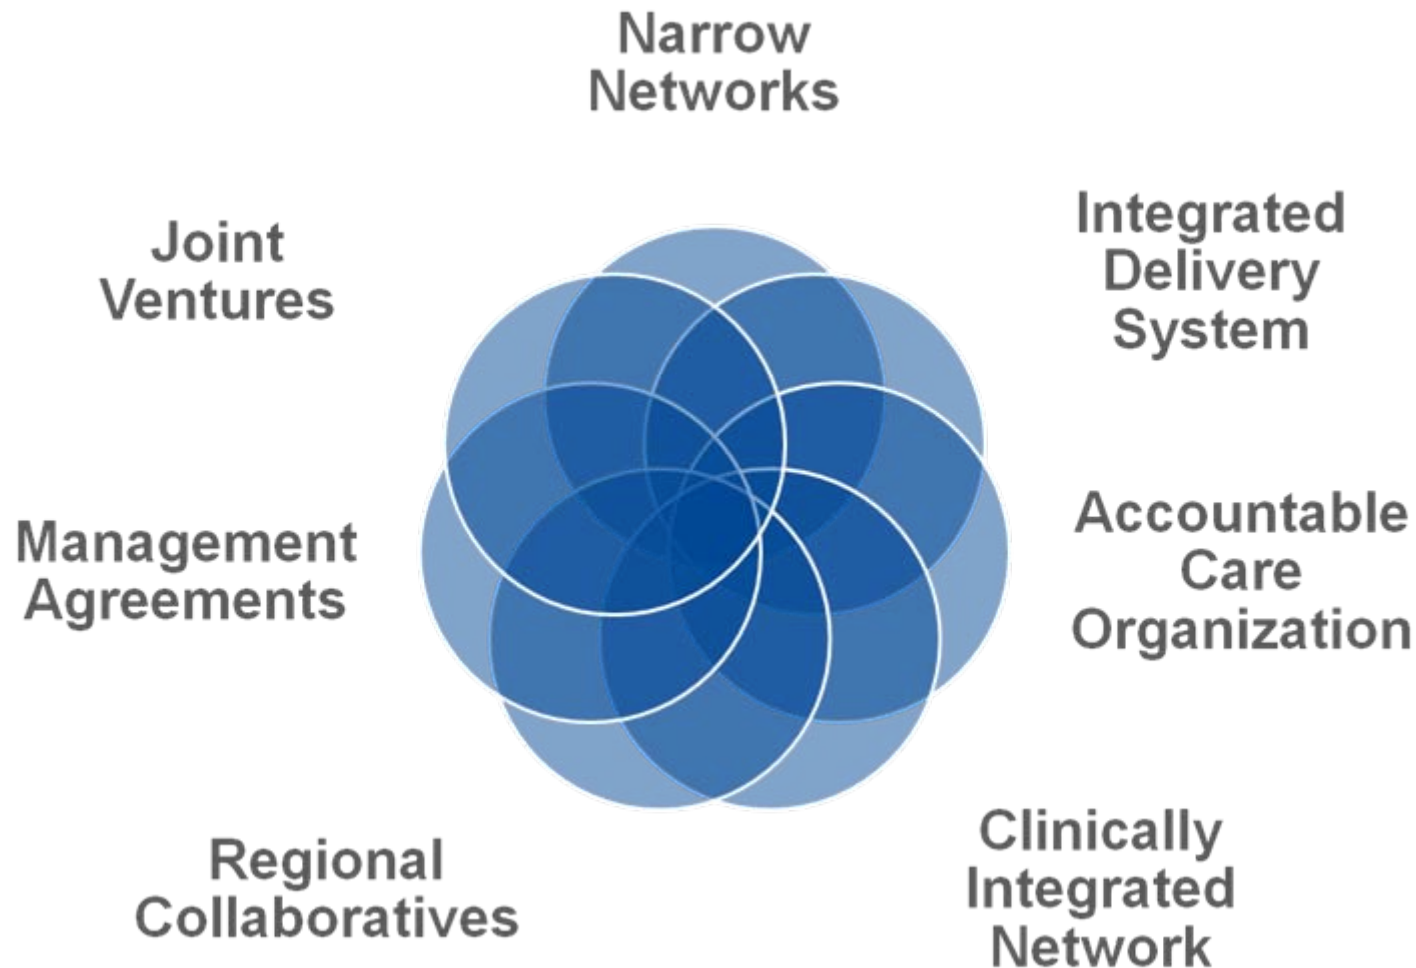 Narrow
Networks
Integrated
Delivery
System
Accountable
Care
Organization
Clinically
Integrated
Network
Regional
Collaboratives
Management
Agreements
Joint
Ventures